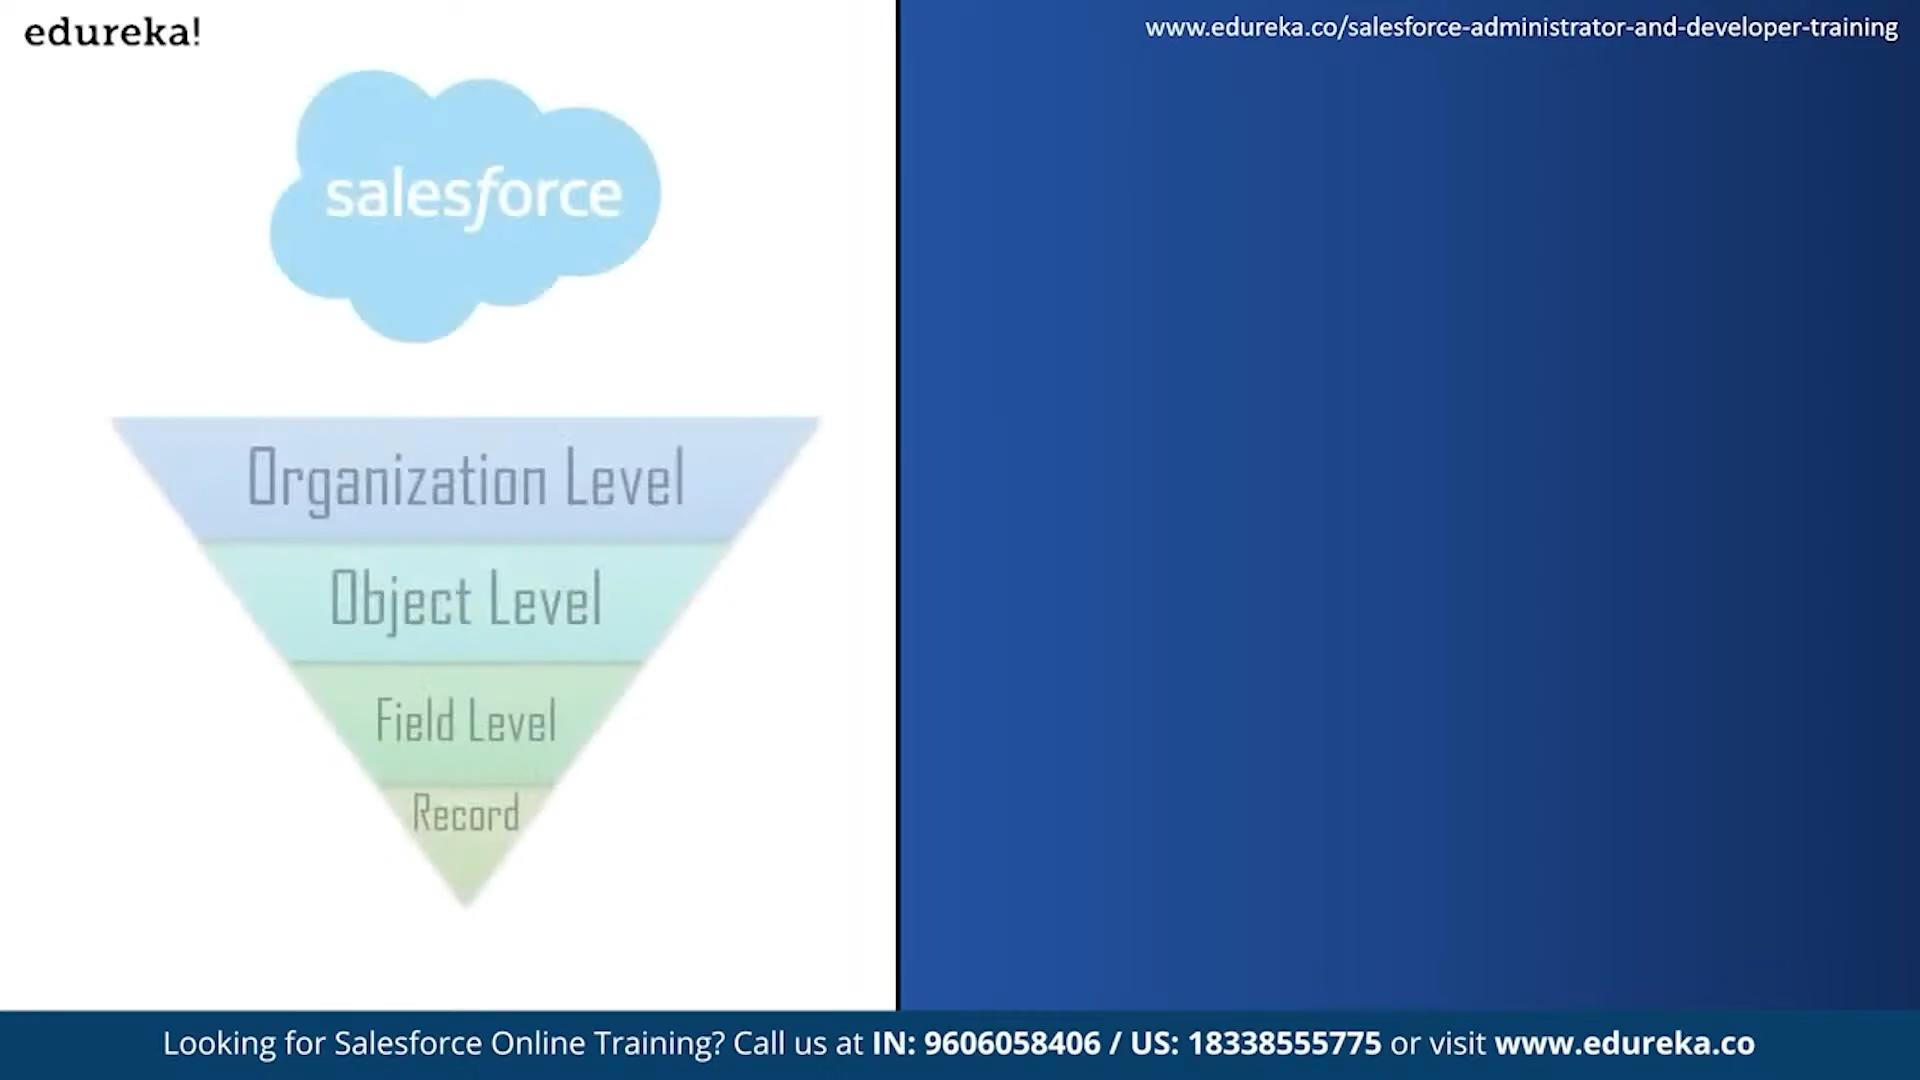 edureka!
www.edureka.co/salesforce-administrator-and-developer-training
salesforce
Organization Level
Object Level
Field Level
Record
Looking for Salesforce Online Training? Call us at IN: 9606058406 / US: 18338555775 or visit www.edureka.co